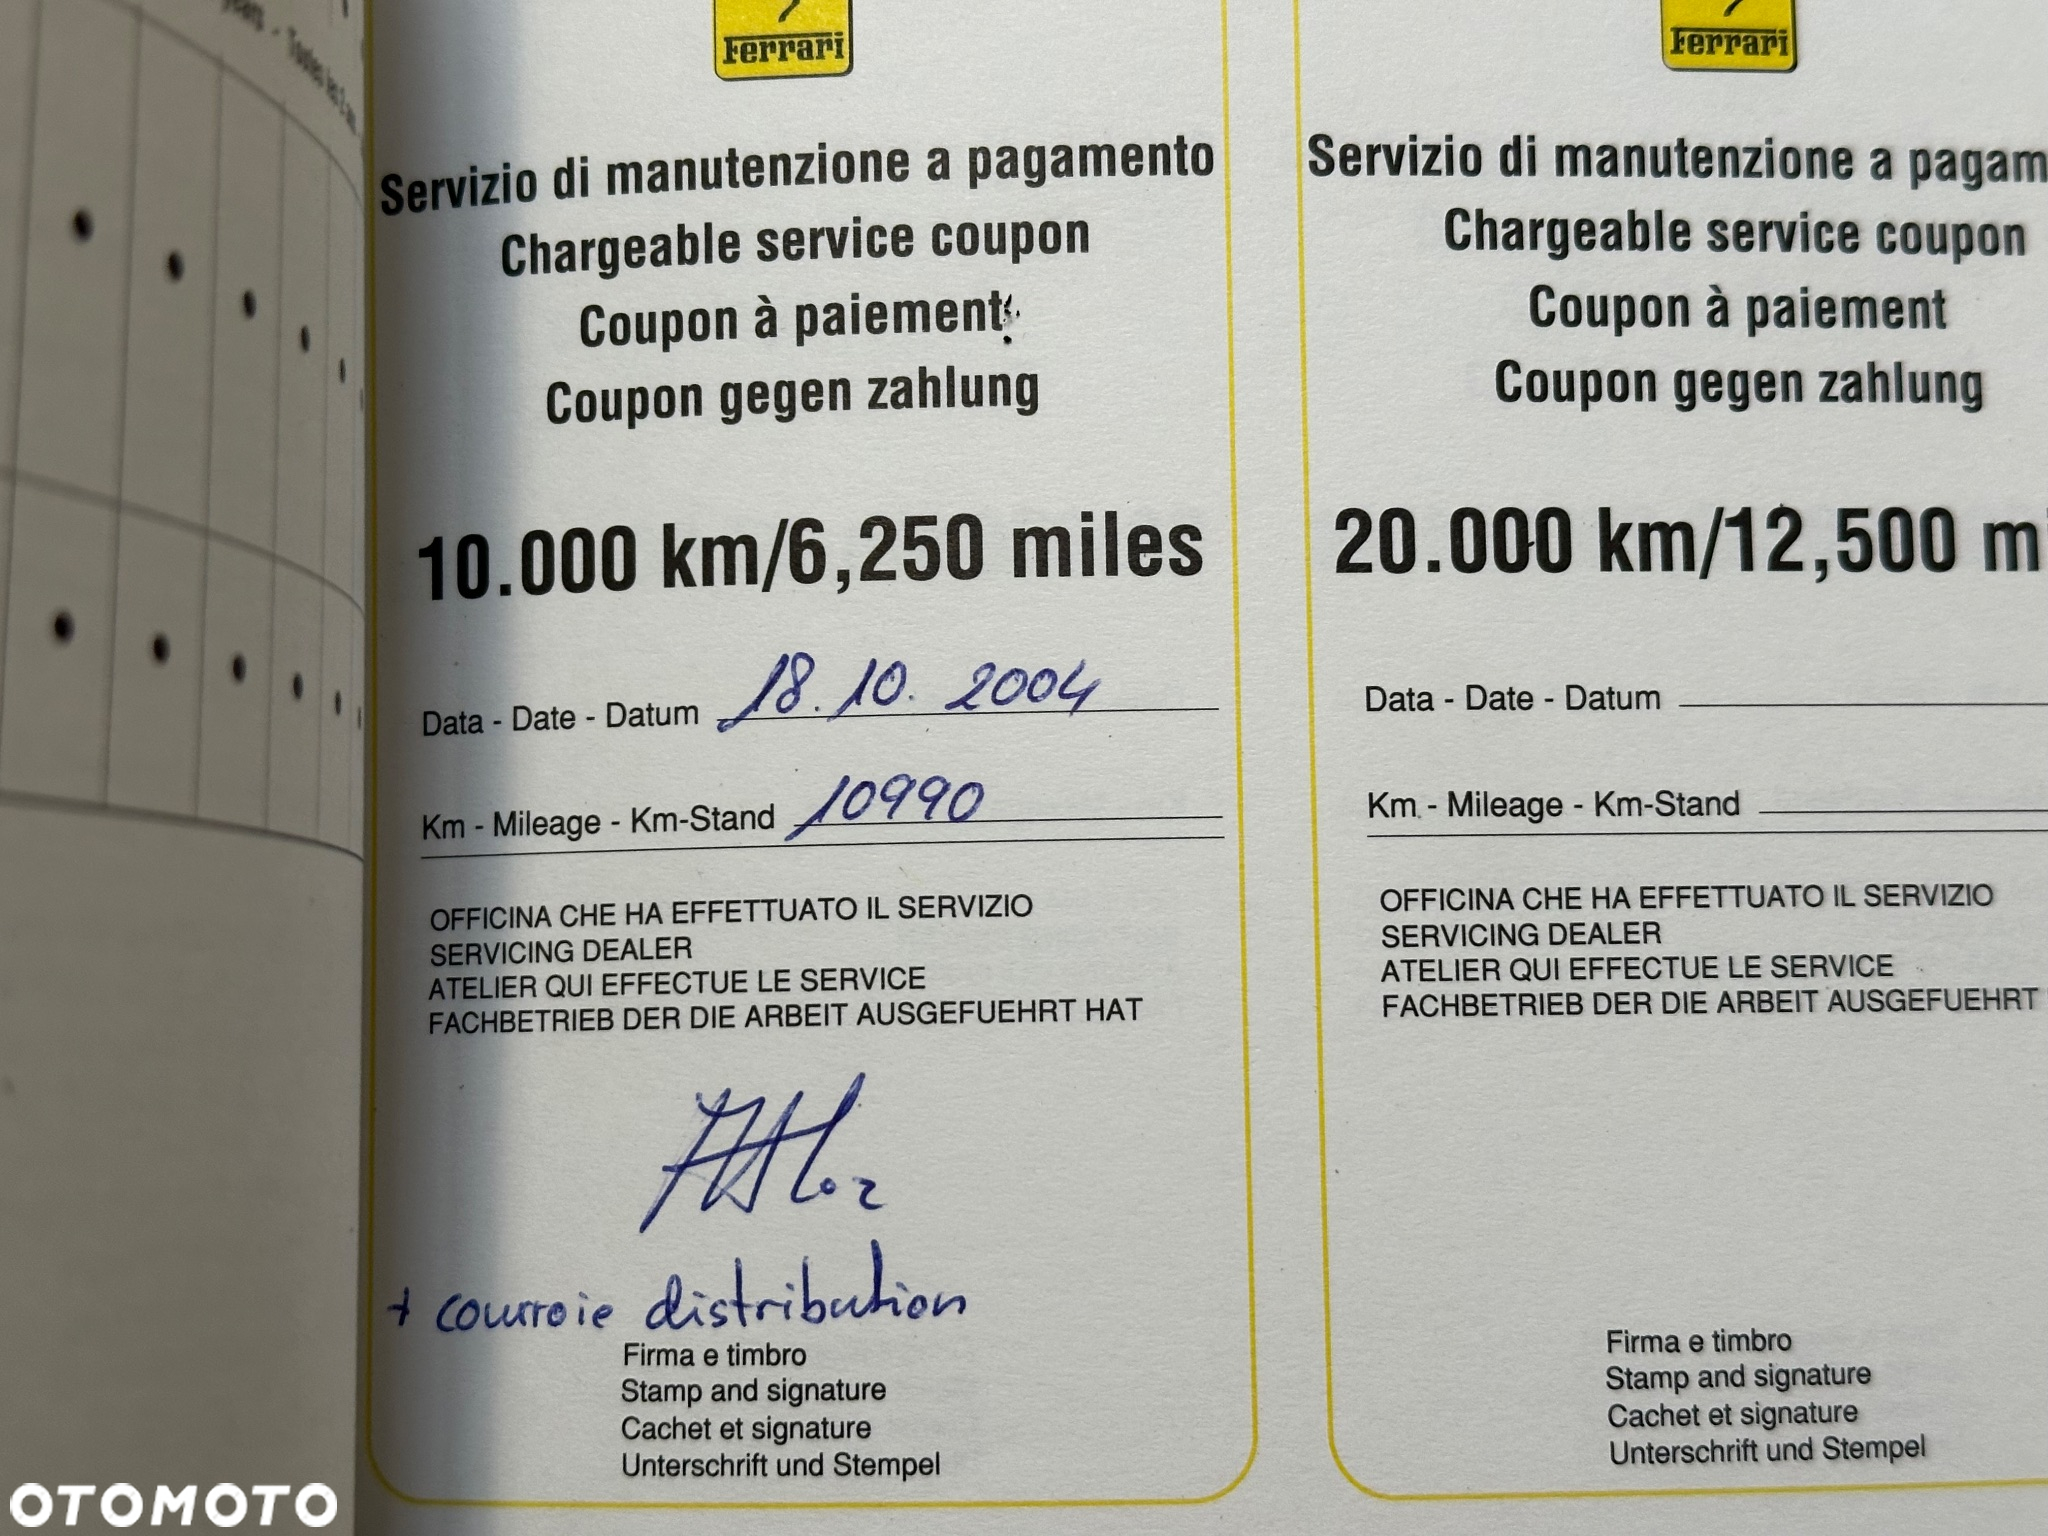 Ferrari
Servizio di manutenzione a pagamento
Chargeable service coupon
Coupon à paiement
Coupon gegen zahlung
10.000 km/6,250 miles
Data - Date - Datum 18.10.2004
Km - Mileage - Km-Stand 10990
OFFICINA CHE HA EFFETTUATO IL SERVIZIO
SERVICING DEALER
ATELIER QUI EFFECTUE LE SERVICE
FACHBETRIEB DER DIE ARBEIT AUSGEFUEHRT HAT
+ courroie distribution
Firma e timbro
Stamp and signature
Cachet et signature
Unterschrift und Stempel
Ferrari
Servizio di manutenzione a pagam
Chargeable service coupon
Coupon à paiement
Coupon gegen zahlung
20.000 km/12,500 mi
Data - Date - Datum
Km - Mileage - Km-Stand
OFFICINA CHE HA EFFETTUATO IL SERVIZIO
SERVICING DEALER
ATELIER QUI EFFECTUE LE SERVICE
FACHBETRIEB DER DIE ARBEIT AUSGEFUEHRT
Firma e timbro
Stamp and signature
Cachet et signature
Unterschrift und Stempel
OTOMOTO